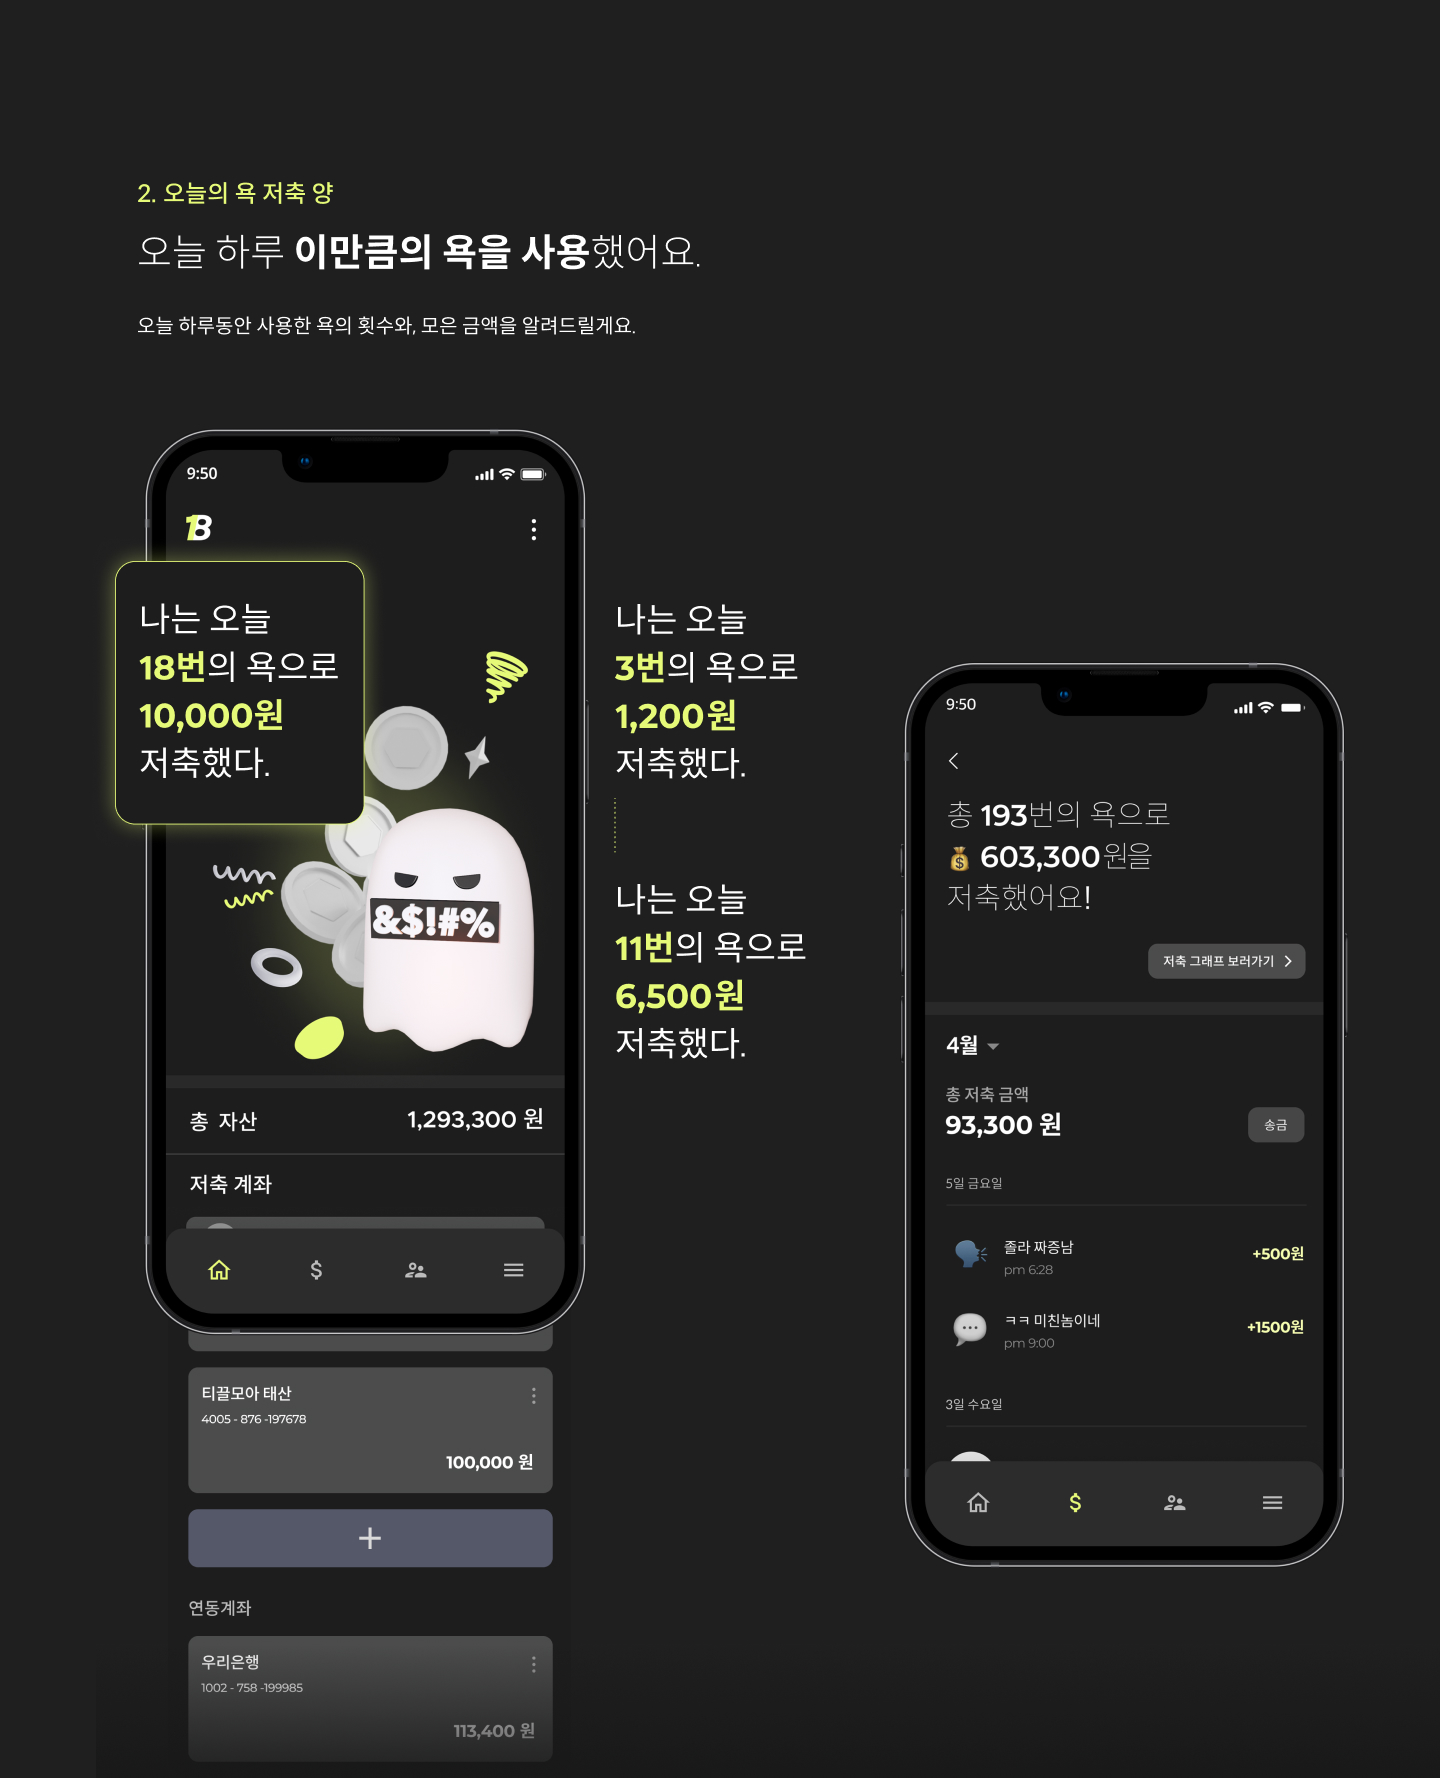 2. 오늘의 욕 저축 양
오늘 하루 이만큼의 욕을 사용했어요.
오늘 하루동안 사용한 욕의 횟수와, 모은 금액을 알려드릴게요.
9:50
1B
나는 오늘
18번의 욕으로
10,000원
저축했다.
&$!#%
총 자산
1,293,300 원
저축 계좌
티끌모아 태산
4005 - 876 -197678
100,000 원
+
연동계좌
우리은행
1002 - 758 -199985
113,400 원
나는 오늘
3번의 욕으로
1,200원
저축했다.
나는 오늘
11번의 욕으로
6,500원
저축했다.
9:50
총 193번의 욕으로
603,300원을
저축했어요!
저축 그래프 보러가기
4월
총 저축 금액
93,300 원
송금
5일 금요일
졸라 짜증남
pm 6:28
+500원
ㅋㅋ 미친놈이네
pm 9:00
+1500원
3일 수요일